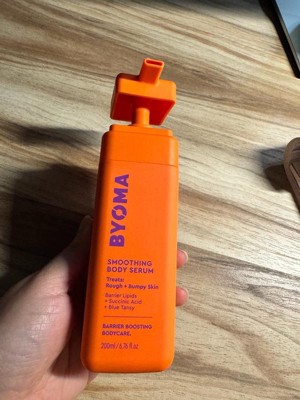 BYOMA
SMOOTHING
BODY SERUM
Treats:
Rough + Bumpy Skin
Barrier Lipids
+ Succinic Acid
+ Blue Tansy
BARRIER BOOSTING
BODYCARE.
200ml/6.76 fl oz